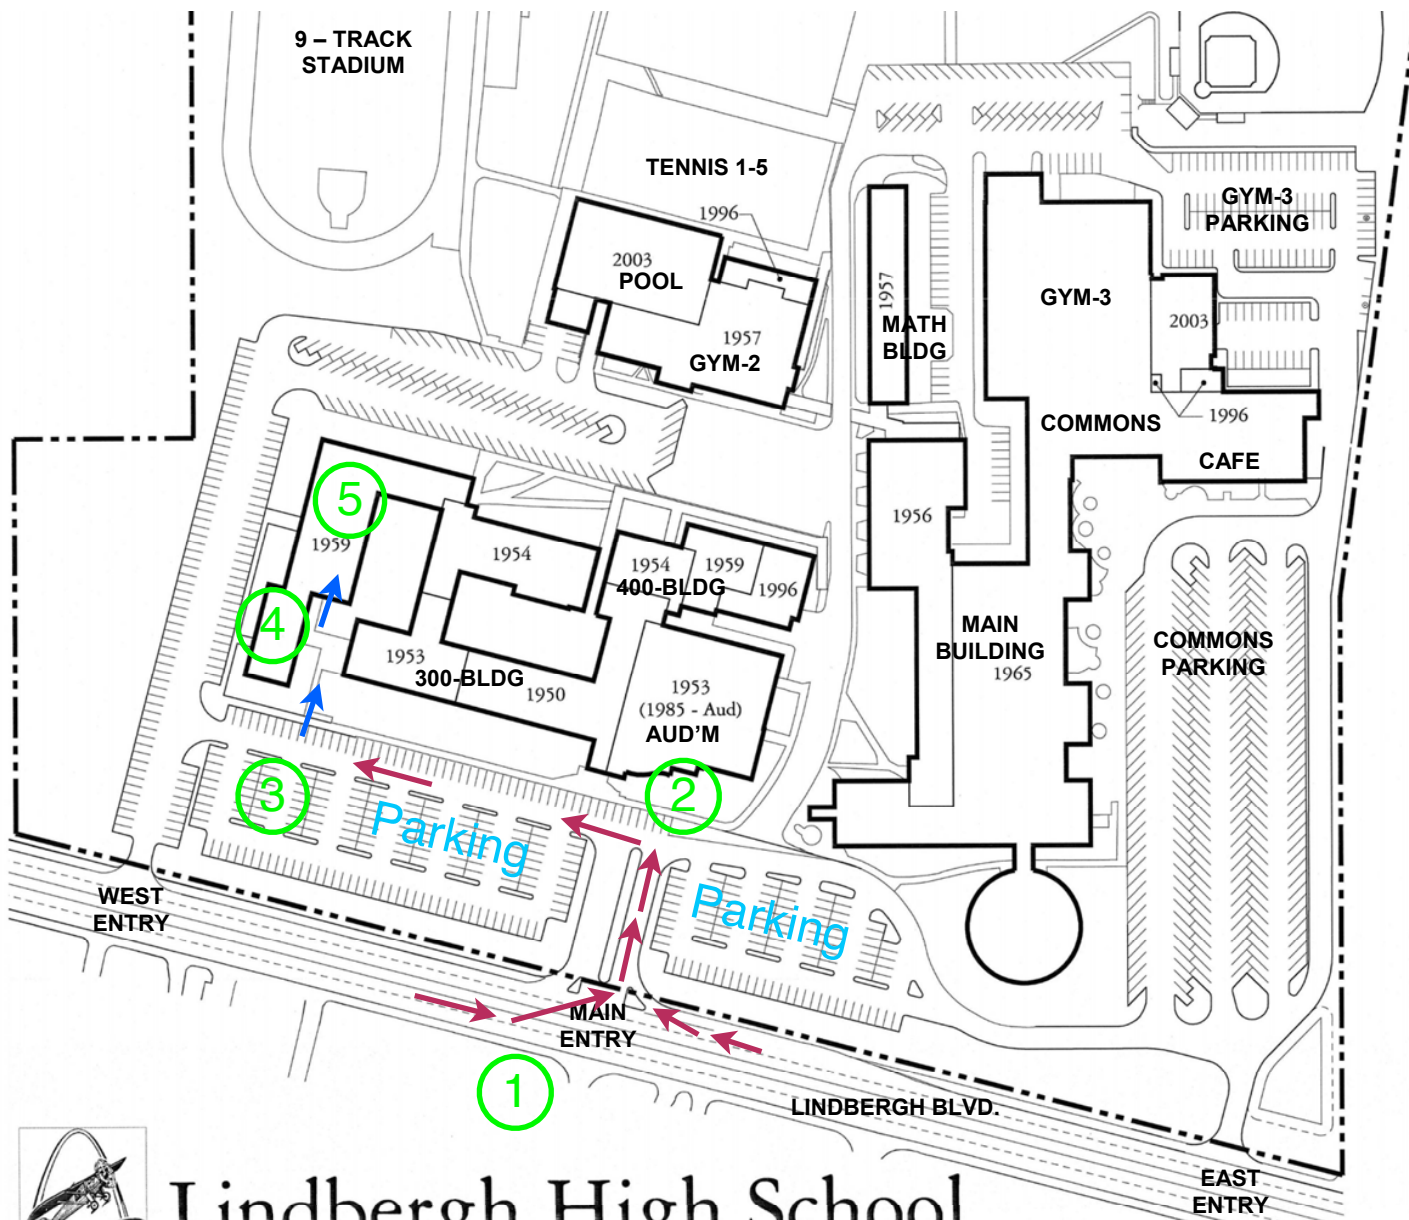 9 – TRACK
STADIUM
TENNIS 1-5
1996
2003
POOL
1957
GYM-2
1957
MATH
BLDG
GYM-3
PARKING
GYM-3
2003
1996
COMMONS
CAFE
5
1959
1954
1954
1959
1996
400-BLDG
1956
4
1953
300-BLDG
1950
1953
(1985 - Aud)
AUD'M
MAIN
BUILDING
1965
COMMONS
PARKING
3
2
Parking
Parking
WEST
ENTRY
MAIN
ENTRY
1
LINDBERGH BLVD.
EAST
ENTRY
Lindbergh High School